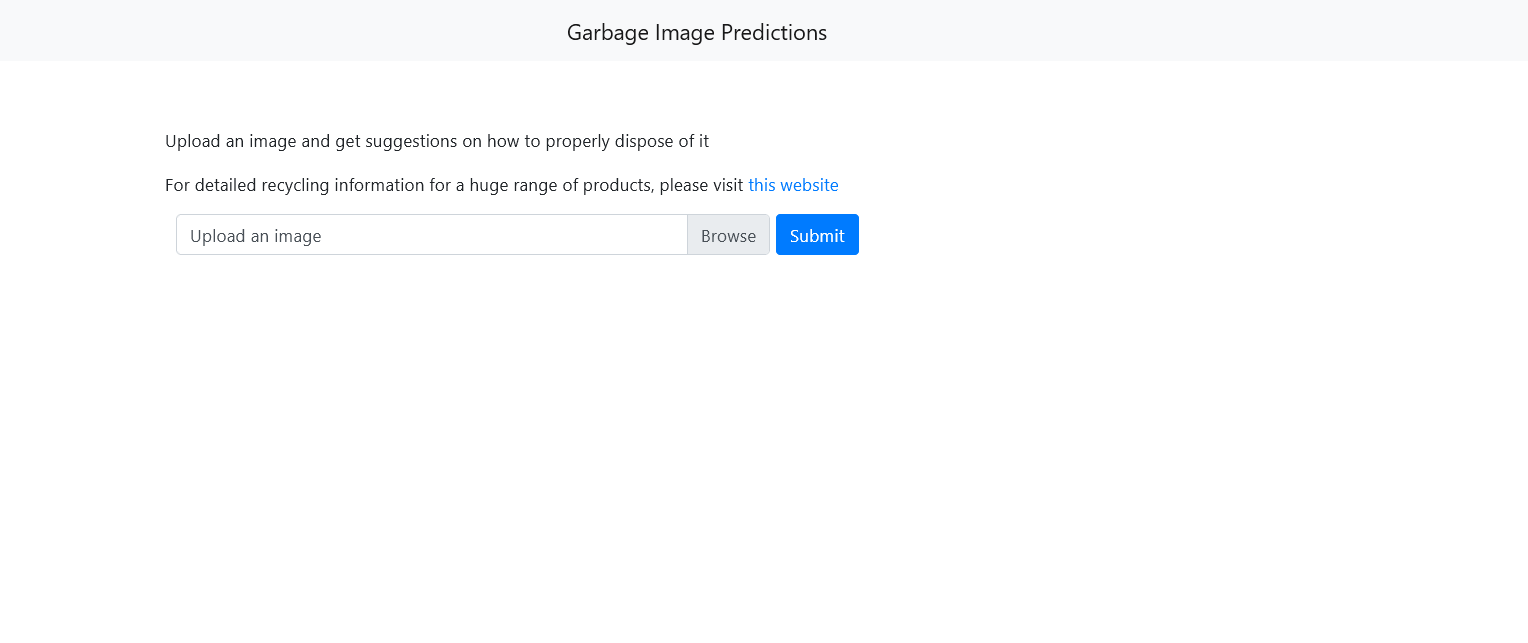 Garbage Image Predictions
Upload an image and get suggestions on how to properly dispose of it
For detailed recycling information for a huge range of products, please visit this website
Upload an image Browse Submit